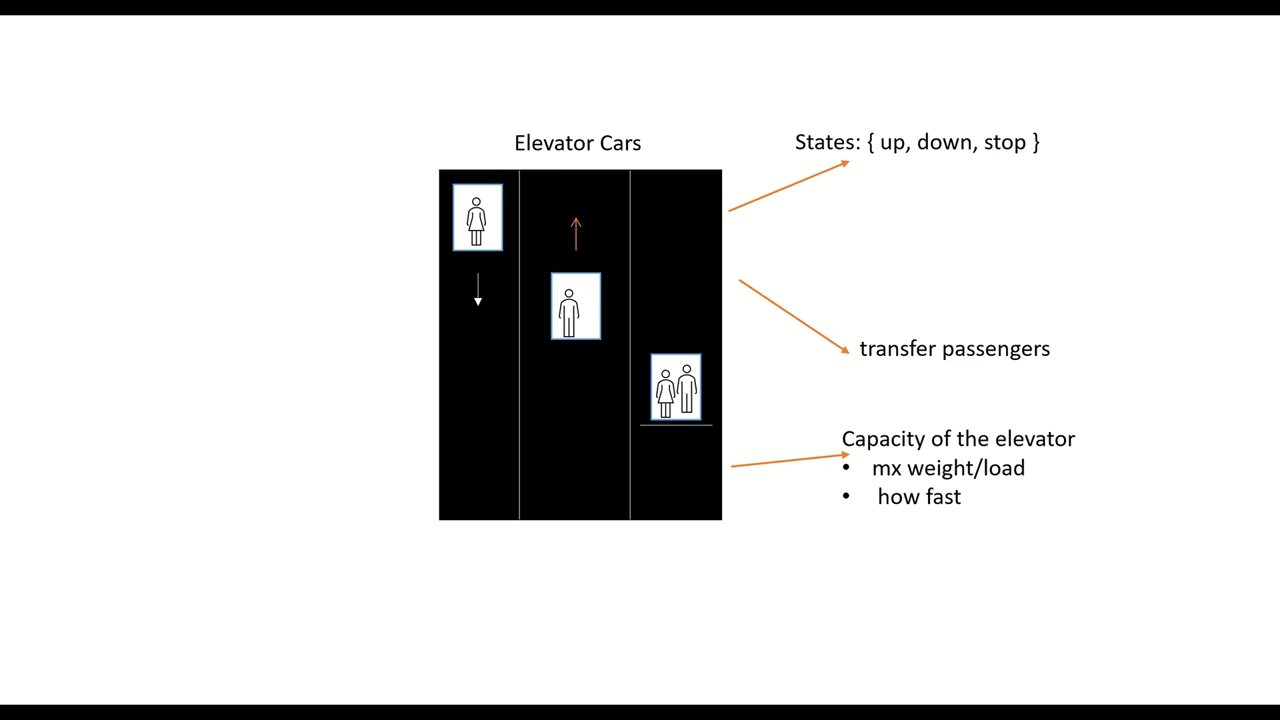 Elevator Cars
States: { up, down, stop }
transfer passengers
Capacity of the elevator
• mx weight/load
• how fast